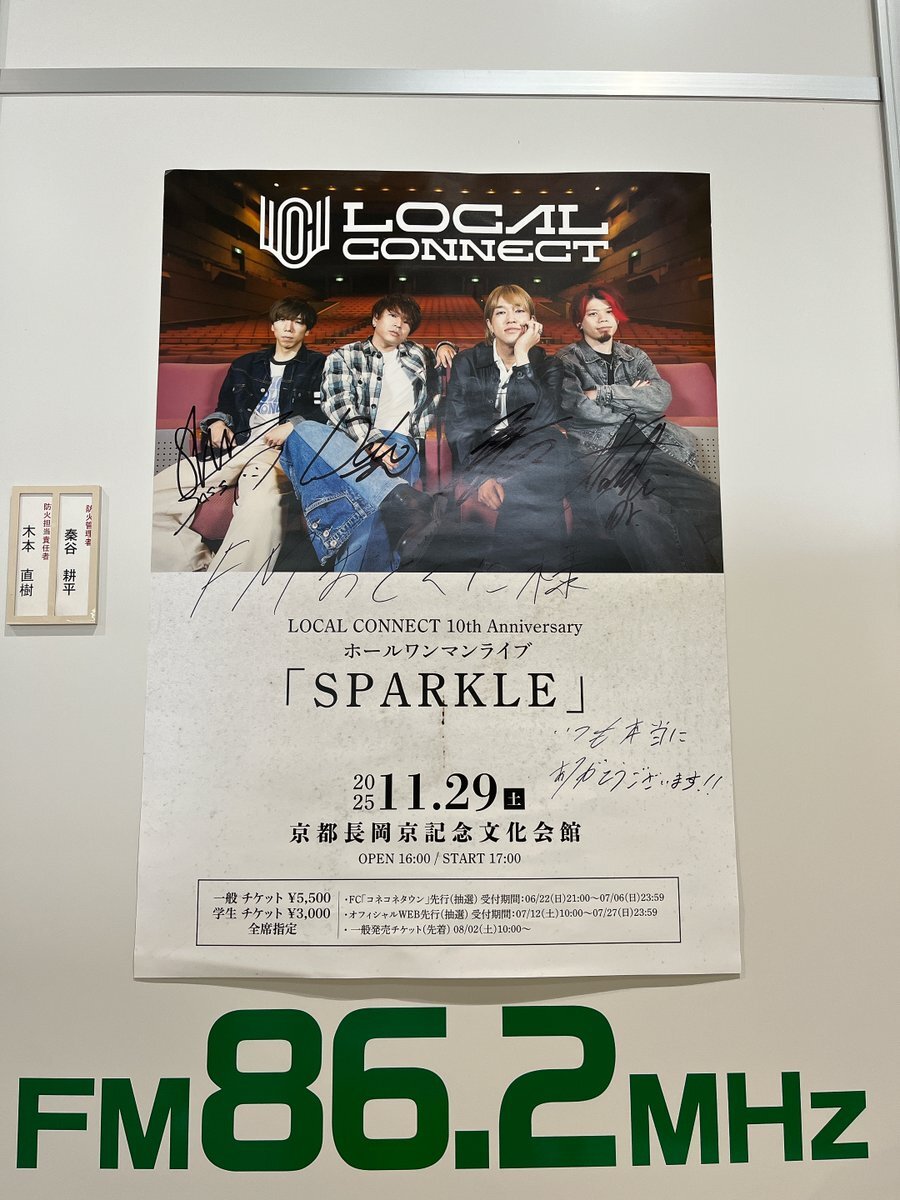 LOCAL
CONNECT
FMおとくに様
LOCAL CONNECT 10th Anniversary
ホールワンマンライブ
「SPARKLE」
いつも本当に
ありがとうございます!!
2025 11.29 土
京都長岡京記念文化会館
OPEN 16:00 / START 17:00
一般 チケット ¥5,500
学生 チケット ¥3,000
全席指定
・FC「コネコネタウン」先行(抽選) 受付期間:06/22(日)21:00～07/06(日)23:59
・オフィシャルWEB先行(抽選) 受付期間:07/12(土)10:00～07/27(日)23:59
・一般発売チケット(先着) 08/02(土)10:00～
防火管理者
秦谷 耕平
防火担当責任者
木本 直樹
FM86.2MHz